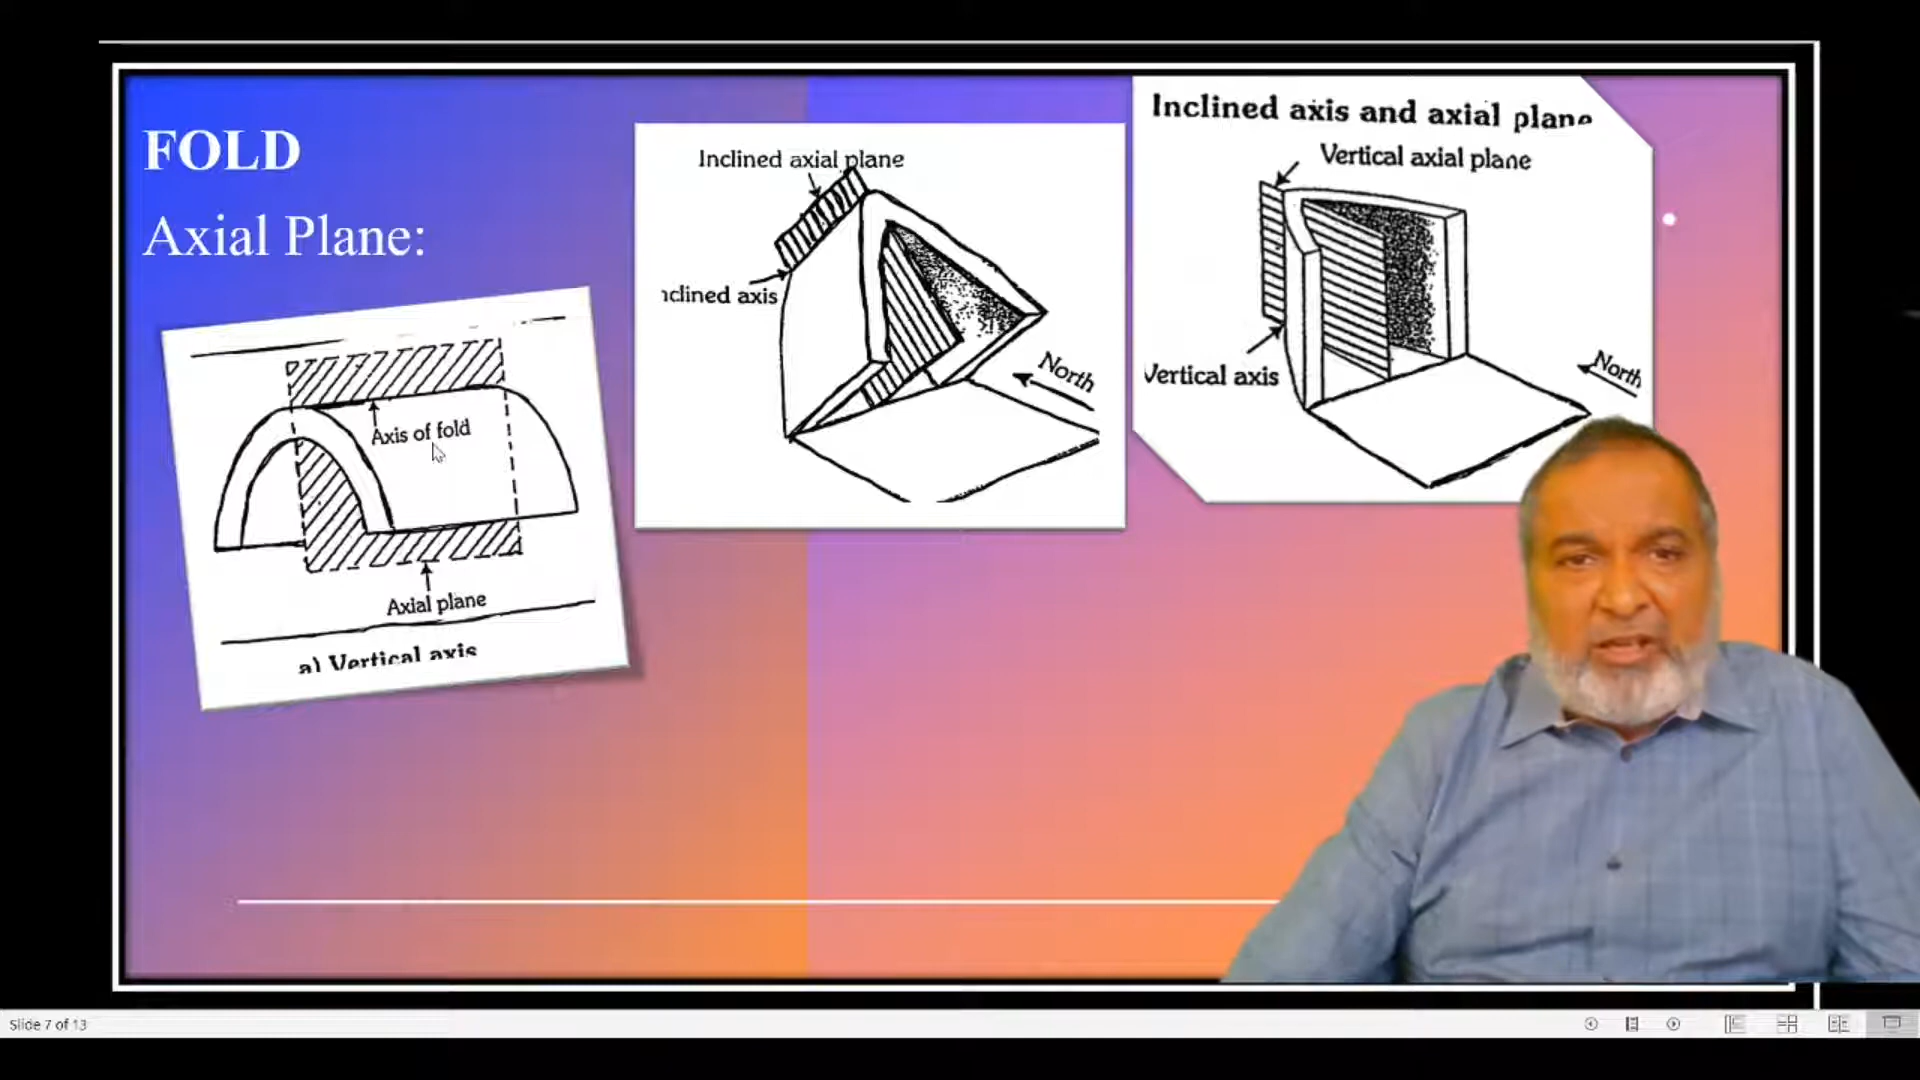 FOLD
Axial Plane:
Axis of fold
Axial plane
a) Vertical axis
Inclined axial plane
nclined axis
North
Inclined axis and axial plane
Vertical axial plane
Vertical axis
North
Slide 7 of 13